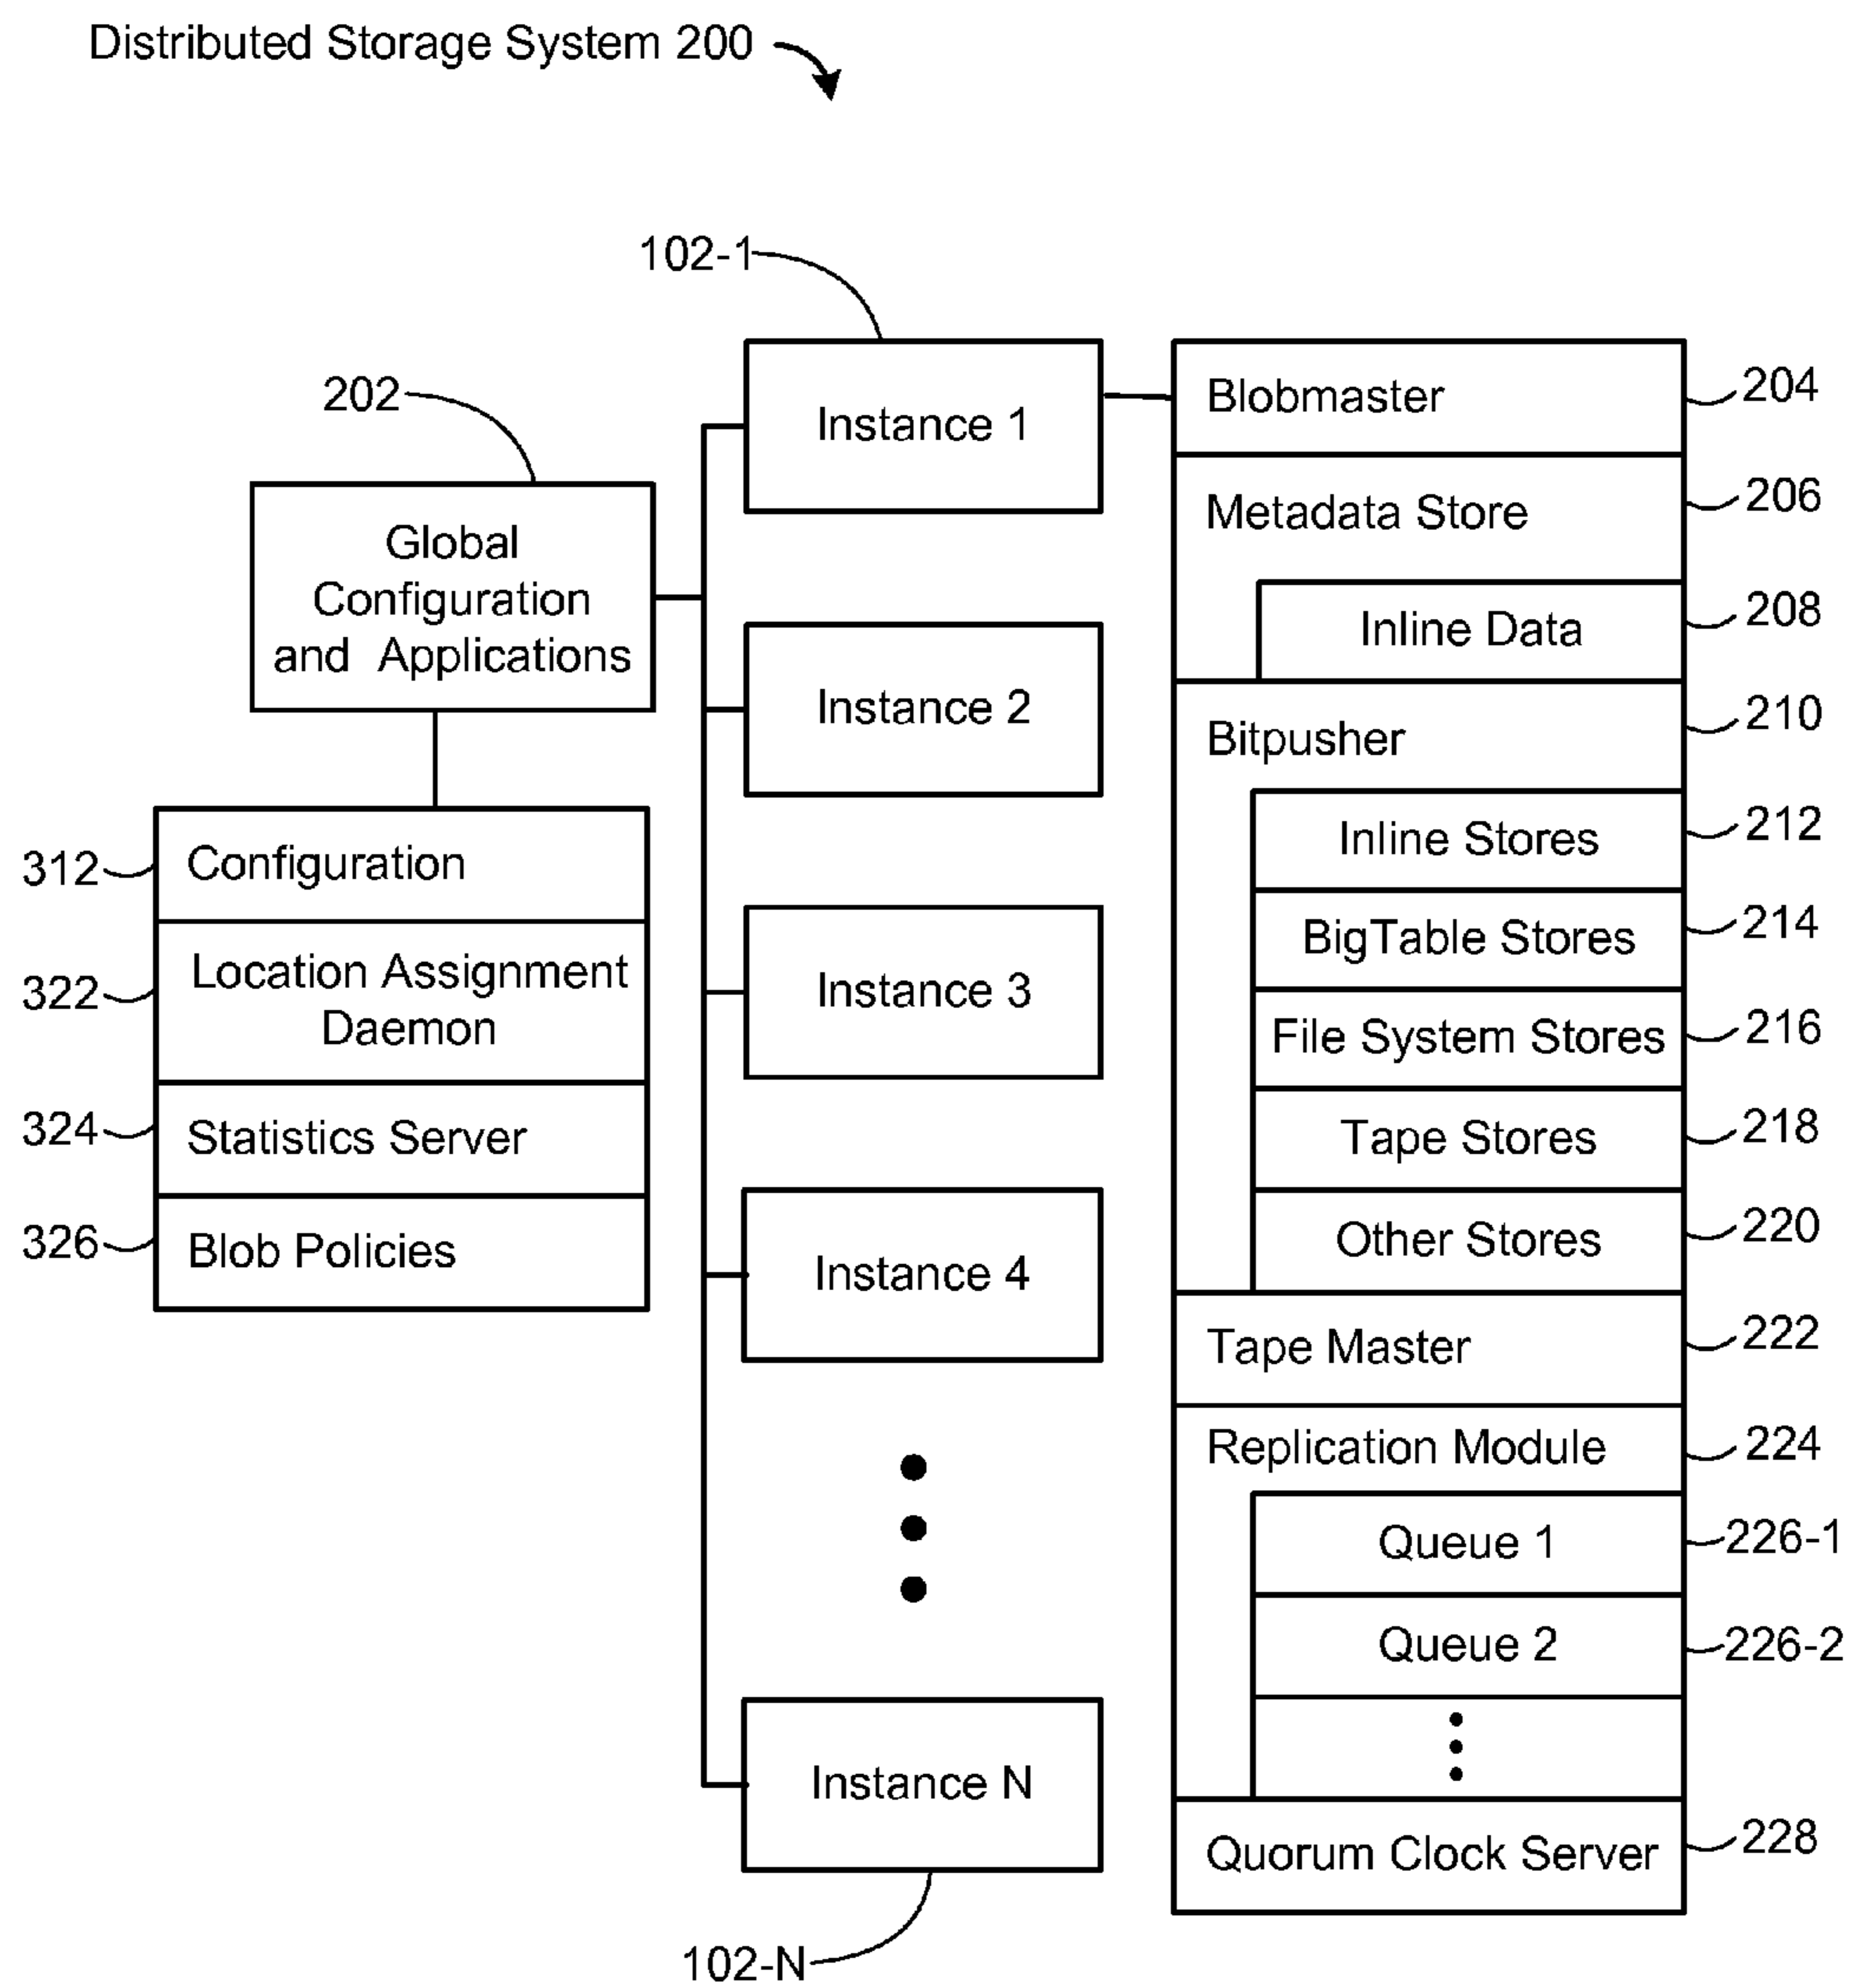 Distributed Storage System 200
102-1
202
Global
Configuration
and Applications
312
Configuration
322
Location Assignment
Daemon
324
Statistics Server
326
Blob Policies
Instance 1
Instance 2
Instance 3
Instance 4
Instance N
102-N
Blobmaster
204
Metadata Store
206
Inline Data
208
Bitpusher
210
Inline Stores
212
BigTable Stores
214
File System Stores
216
Tape Stores
218
Other Stores
220
Tape Master
222
Replication Module
224
Queue 1
226-1
Queue 2
226-2
Quorum Clock Server
228